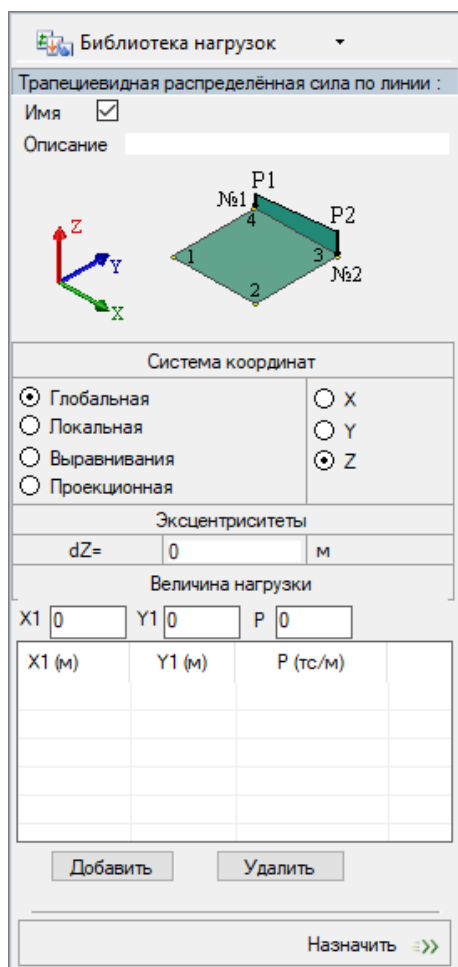 Библиотека нагрузок
Трапециевидная распределённая сила по линии :
Имя
Описание
P1
№1
4
P2
Z
Y
1
3
№2
2
X
Система координат
Глобальная
X
Локальная
Y
Выравнивания
Z
Проекционная
Эксцентриситеты
dZ= 0 м
Величина нагрузки
X1 0 Y1 0 P 0
X1 (м) Y1 (м) P (тс/м)
Добавить Удалить
Назначить